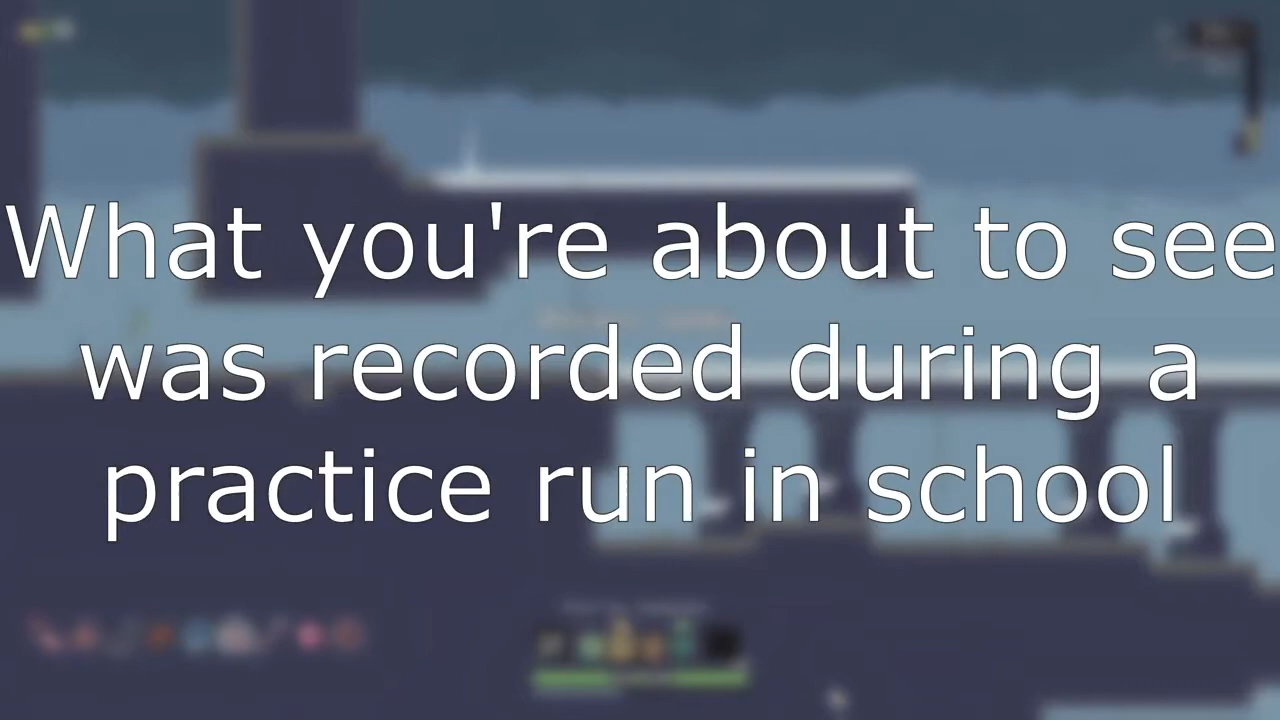 What you're about to see
was recorded during a
practice run in school